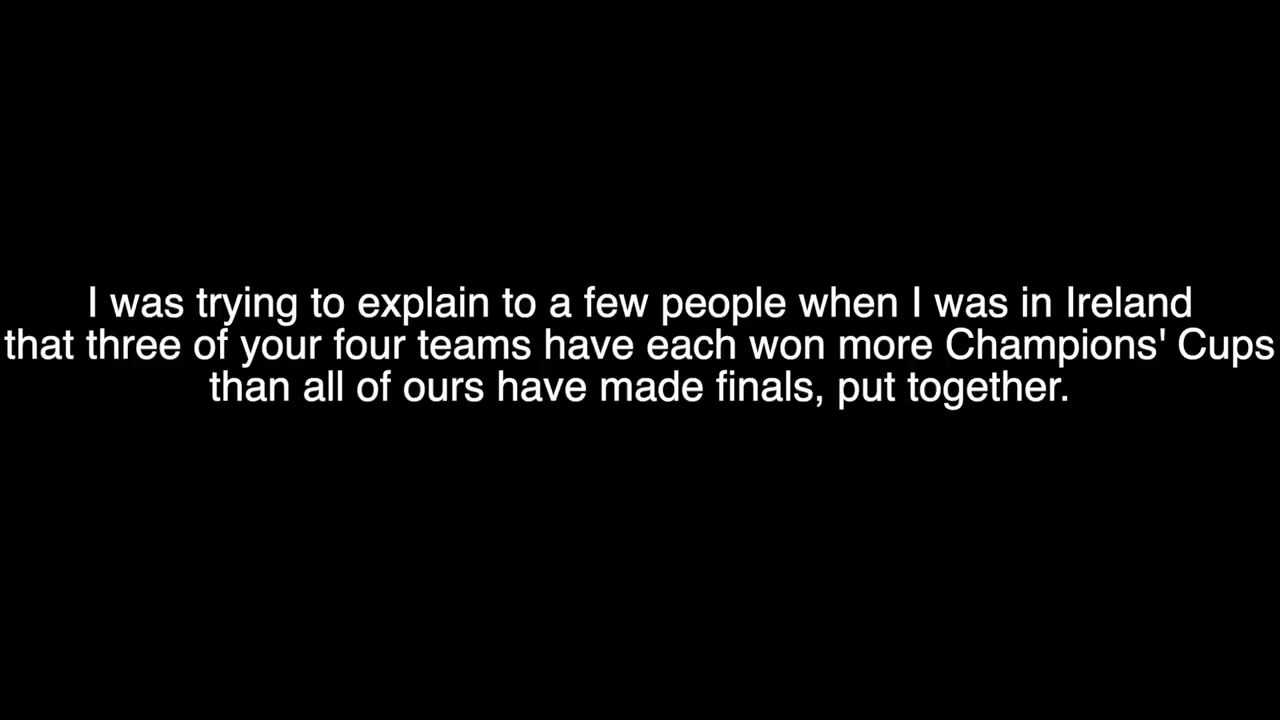 I was trying to explain to a few people when I was in Ireland
that three of your four teams have each won more Champions' Cups
than all of ours have made finals, put together.